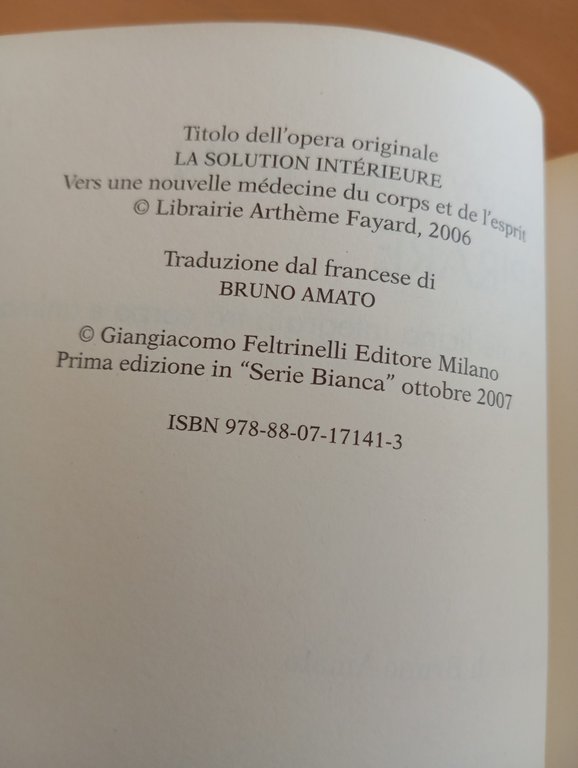 Titolo dell'opera originale
LA SOLUTION INTÉRIEURE
Vers une nouvelle médecine du corps et de l'esprit
© Librairie Arthème Fayard, 2006
Traduzione dal francese di
BRUNO AMATO
© Giangiacomo Feltrinelli Editore Milano
Prima edizione in "Serie Bianca" ottobre 2007
ISBN 978-88-07-17141-3